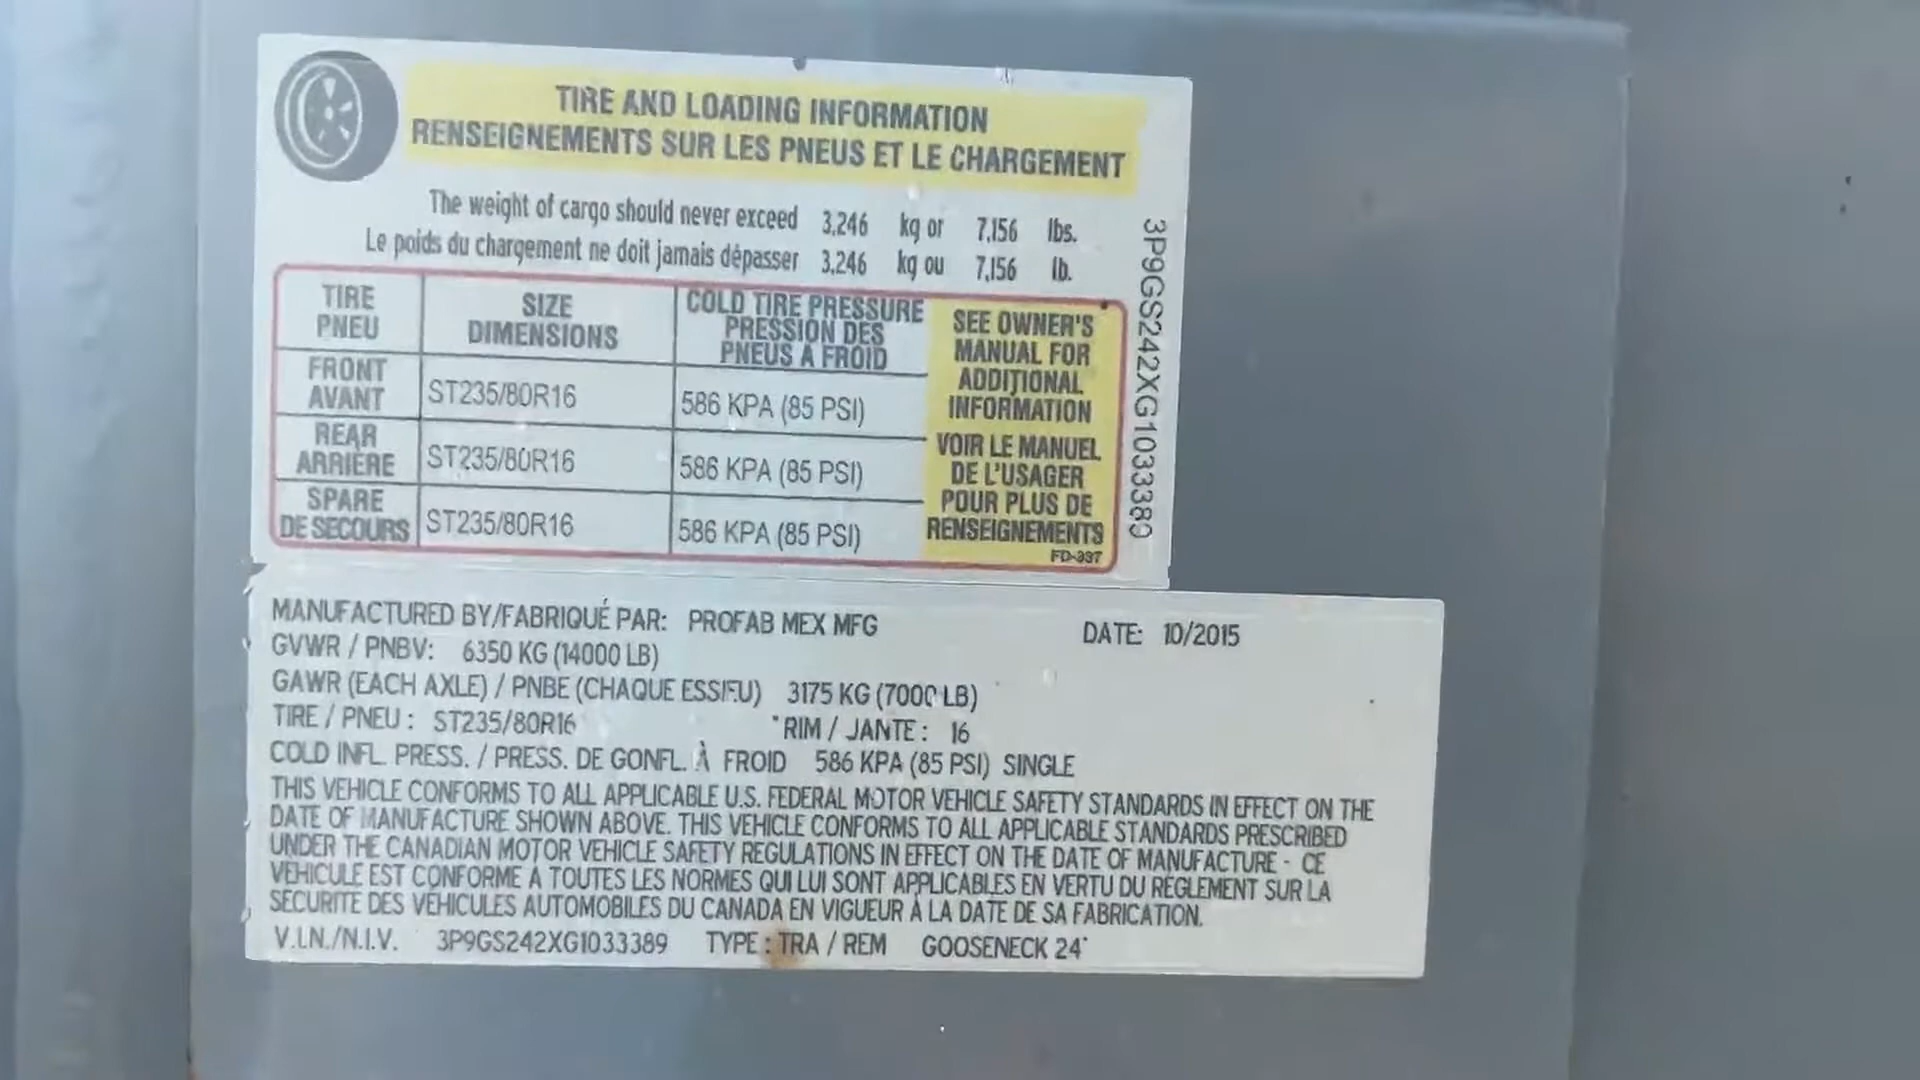 TIRE AND LOADING INFORMATION
RENSEIGNEMENTS SUR LES PNEUS ET LE CHARGEMENT
The weight of cargo should never exceed 3,246 kg or 7,156 lbs.
Le poids du chargement ne doit jamais dépasser 3,246 kg ou 7,156 lb.
TIRE
PNEU
SIZE
DIMENSIONS
COLD TIRE PRESSURE
PRESSION DES
PNEUS A FROID
FRONT
AVANT
ST235/80R16
586 KPA (85 PSI)
REAR
ARRIÈRE
ST235/80R16
586 KPA (85 PSI)
SPARE
DE SECOURS
ST235/80R16
586 KPA (85 PSI)
SEE OWNER'S
MANUAL FOR
ADDITIONAL
INFORMATION
VOIR LE MANUEL
DE L'USAGER
POUR PLUS DE
RENSEIGNEMENTS
FD-337
3P9GS242XG1033389
MANUFACTURED BY/FABRIQUÉ PAR: PROFAB MEX MFG DATE: 10/2015
GVWR / PNBV: 6350 KG (14000 LB)
GAWR (EACH AXLE) / PNBE (CHAQUE ESSIEU) 3175 KG (7000 LB)
TIRE / PNEU : ST235/80R16 RIM / JANTE : 16
COLD INFL. PRESS. / PRESS. DE GONFL. À FROID 586 KPA (85 PSI) SINGLE
THIS VEHICLE CONFORMS TO ALL APPLICABLE U.S. FEDERAL MOTOR VEHICLE SAFETY STANDARDS IN EFFECT ON THE
DATE OF MANUFACTURE SHOWN ABOVE. THIS VEHICLE CONFORMS TO ALL APPLICABLE STANDARDS PRESCRIBED
UNDER THE CANADIAN MOTOR VEHICLE SAFETY REGULATIONS IN EFFECT ON THE DATE OF MANUFACTURE - CE
VEHICULE EST CONFORME A TOUTES LES NORMES QUI LUI SONT APPLICABLES EN VERTU DU RÉGLEMENT SUR LA
SÉCURITÉ DES VÉHICULES AUTOMOBILES DU CANADA EN VIGUEUR À LA DATE DE SA FABRICATION.
V.I.N./N.I.V. 3P9GS242XG1033389 TYPE : TRA / REM GOOSENECK 24'